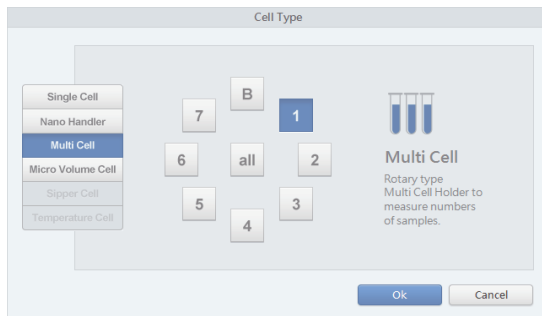 Cell Type
Single Cell
Nano Handler
Multi Cell
Micro Volume Cell
Sipper Cell
Temperature Cell
B
7
1
6
all
2
5
3
4
Multi Cell
Rotary type
Multi Cell Holder to
measure numbers
of samples.
Ok
Cancel